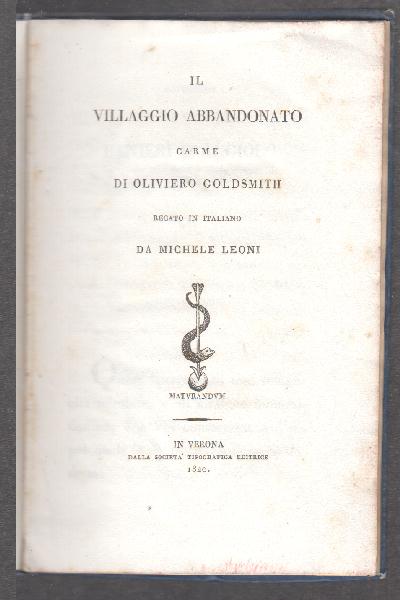 IL
VILLAGGIO ABBANDONATO
CARME
DI OLIVIERO GOLDSMITH
RECATO IN ITALIANO
DA MICHELE LEONI
MATVRANDVM
IN VERONA
DALLA SOCIETA' TIPOGRAFICA EDITRICE
1820.